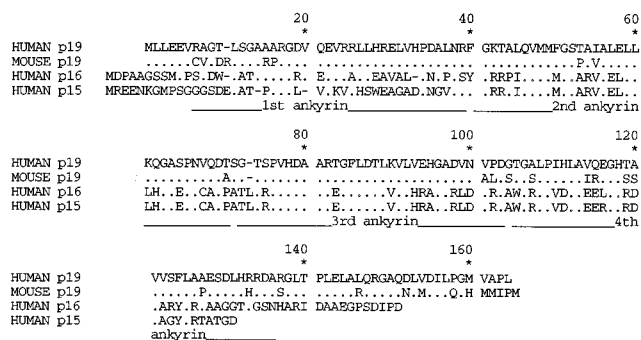 20 40 60
* * *
HUMAN p19 MLLEEVRAGT-LSGAAARGDV QEVRRLLHRELVHPDALNRF GKTALQVMMFGSTAIALELL
MOUSE p19 .....CV.DR....RP.... .................... ............P.V.....
HUMAN p16 MDPAAGSSM.PS.DW-.AT.....R. E...A..EAVAL-.N.P.SY .RRPI....M..ARV.EL..
HUMAN p15 MREENKGMPSGGGSDE.AT-P...L- V.KV.HSWEAGAD.NGV... .RR.I....M..ARV.EL..
1st ankyrin 2nd ankyrin
80 100 120
* * *
HUMAN p19 KQGASPNVQDTSG-TSPVHDA ARTGFLDTLKVLVEHGADVN VPDGTGALPIHLAVQEGHTA
MOUSE p19 ..........A..-....... .................... AL.S..S.....IR...SS
HUMAN p16 LH..E..CA.PATL.R..... ....E......V.HRA..RLD .R.AW.R..VD..EEL..RD
HUMAN p15 LH..E..CA.PATL.R..... ....E......V.HRA..RLD .R.AW.R..VD..EER..RD
3rd ankyrin 4th
140 160
* *
HUMAN p19 VVSFLAAESDLHRRDARGLT PLELALQRGAQDLVDILPGM VAPL
MOUSE p19 ......P....H...S.... .......R....N.M...Q.H MMIPM
HUMAN p16 .ARY.R.AAGGT.GSNHARI DAAEGPSDIPD
HUMAN p15 .AGY.RTATGD
ankyrin